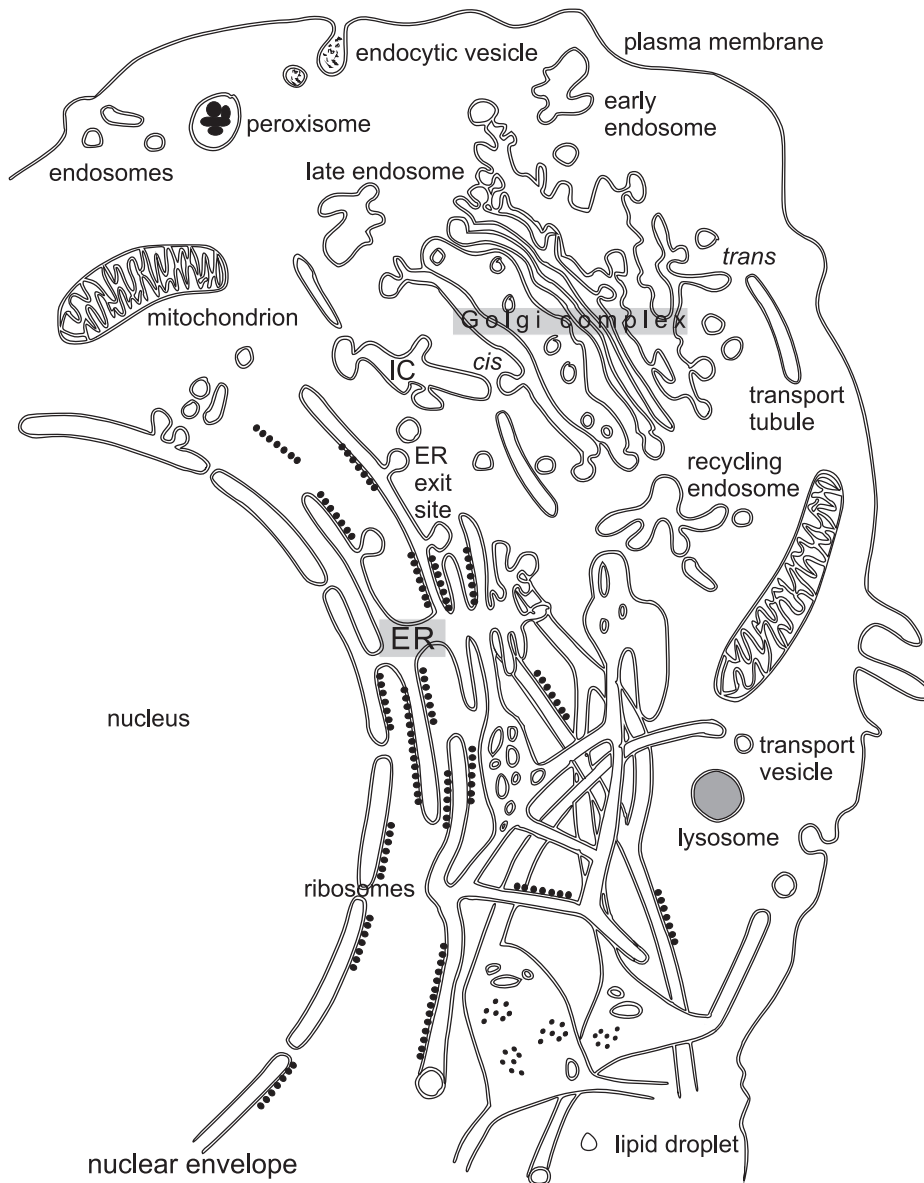 plasma membrane
endocytic vesicle
early
endosome
peroxisome
endosomes
late endosome
trans
mitochondrion
Golgi complex
cis
IC
transport
tubule
ER
exit
site
recycling
endosome
ER
nucleus
transport
vesicle
lysosome
ribosomes
lipid droplet
nuclear envelope